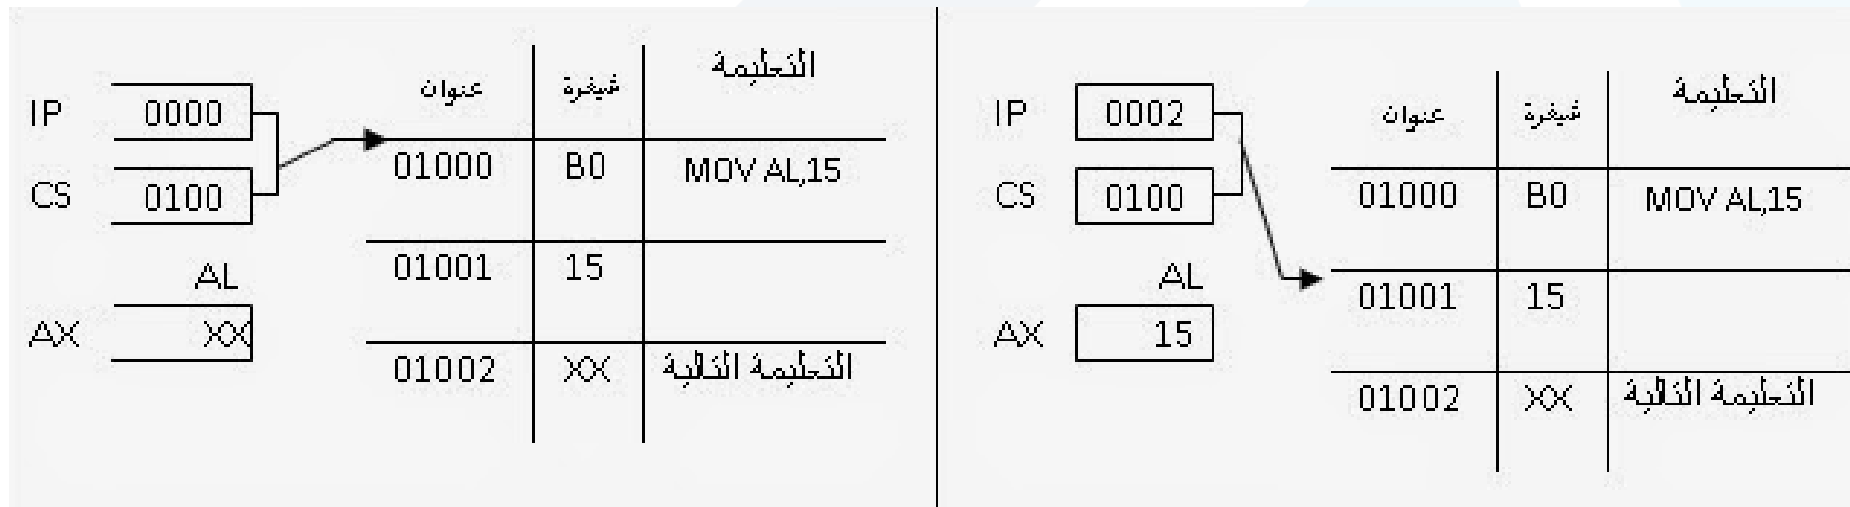 التعليمة
عنوان شيفرة
IP 0000
01000 B0 MOV AL,15
CS 0100
01001 15
AL
AX XX
01002 XX التعليمة التالية
التعليمة
عنوان شيفرة
IP 0002
CS 0100
01000 B0 MOV AL,15
AL
01001 15
AX 15
01002 XX التعليمة التالية